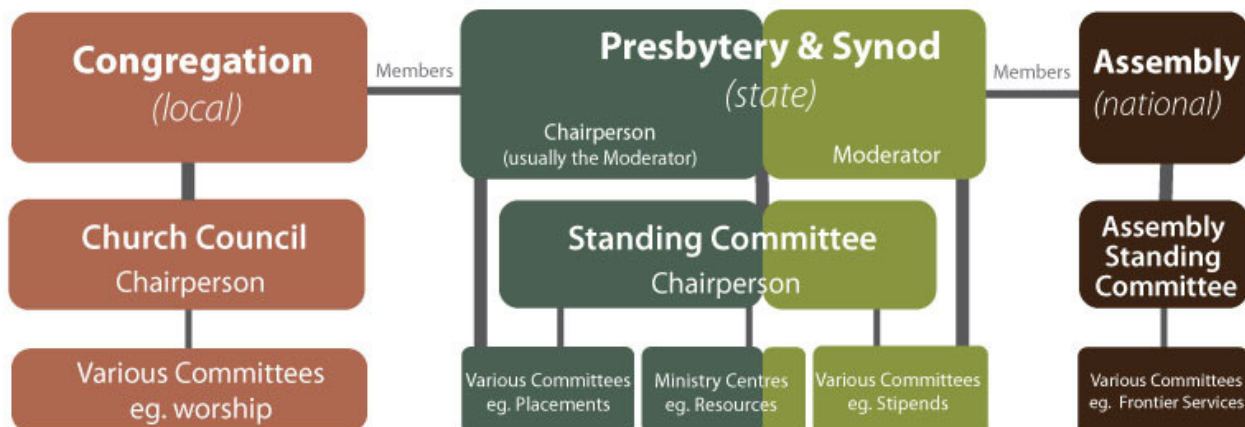 Congregation
(local)
Members
Presbytery & Synod
(state)
Chairperson
(usually the Moderator)
Moderator
Members
Assembly
(national)
Church Council
Chairperson
Standing Committee
Chairperson
Assembly
Standing
Committee
Various Committees
eg. worship
Various Committees
eg. Placements
Ministry Centres
eg. Resources
Various Committees
eg. Stipends
Various Committees
eg. Frontier Services